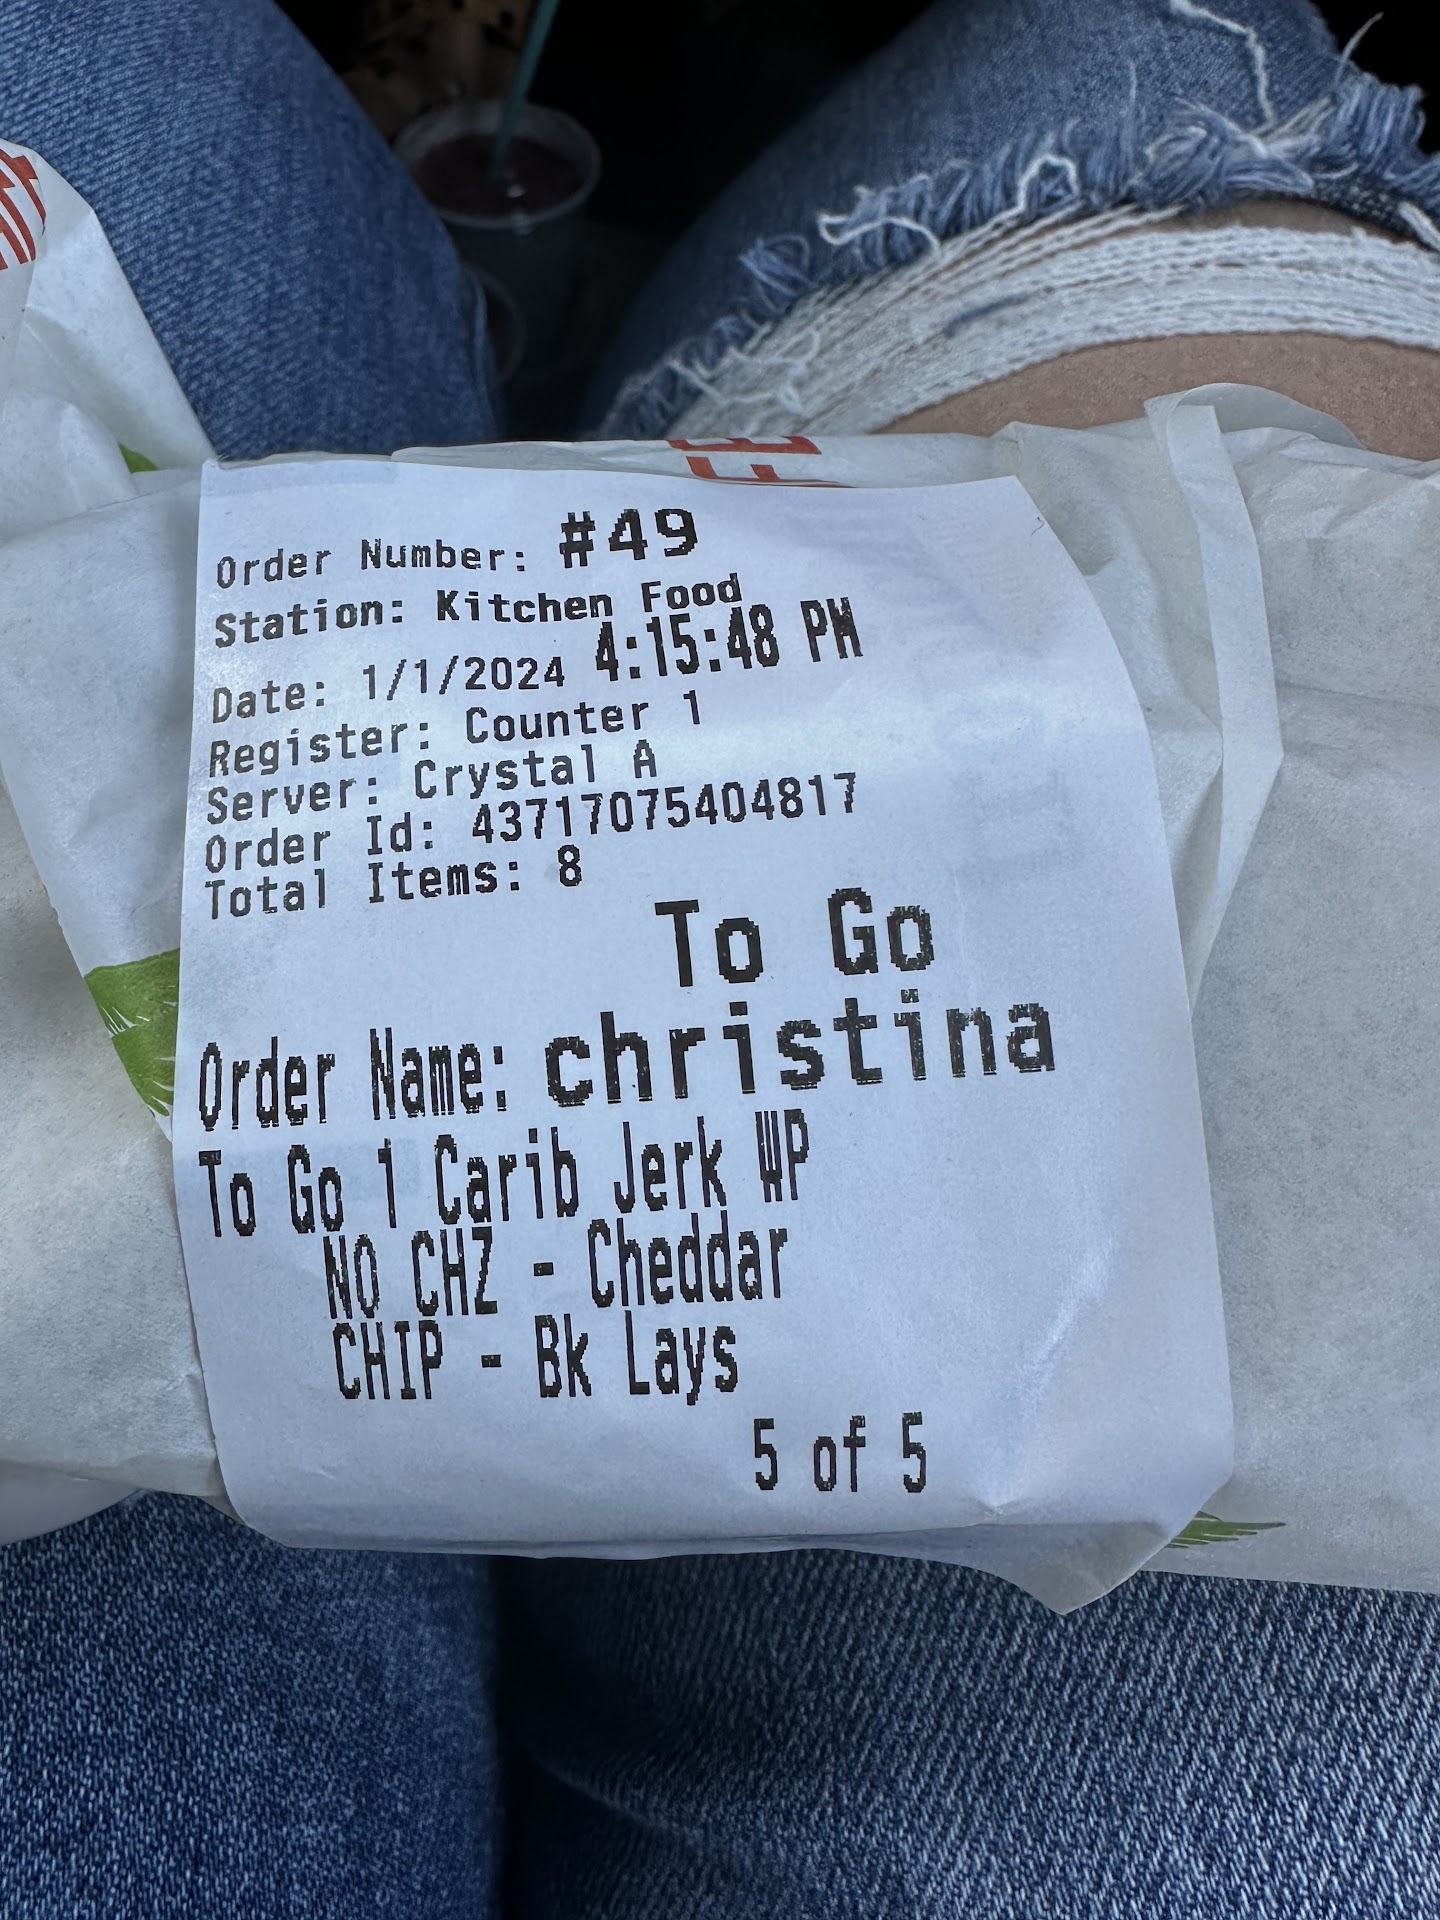 Order Number: #49
Station: Kitchen Food
Date: 1/1/2024 4:15:48 PM
Register: Counter 1
Server: Crystal A
Order Id: 43717075404817
Total Items: 8
To Go
Order Name: christina
To Go 1 Carib Jerk WP
NO CHZ - Cheddar
CHIP - Bk Lays
5 of 5